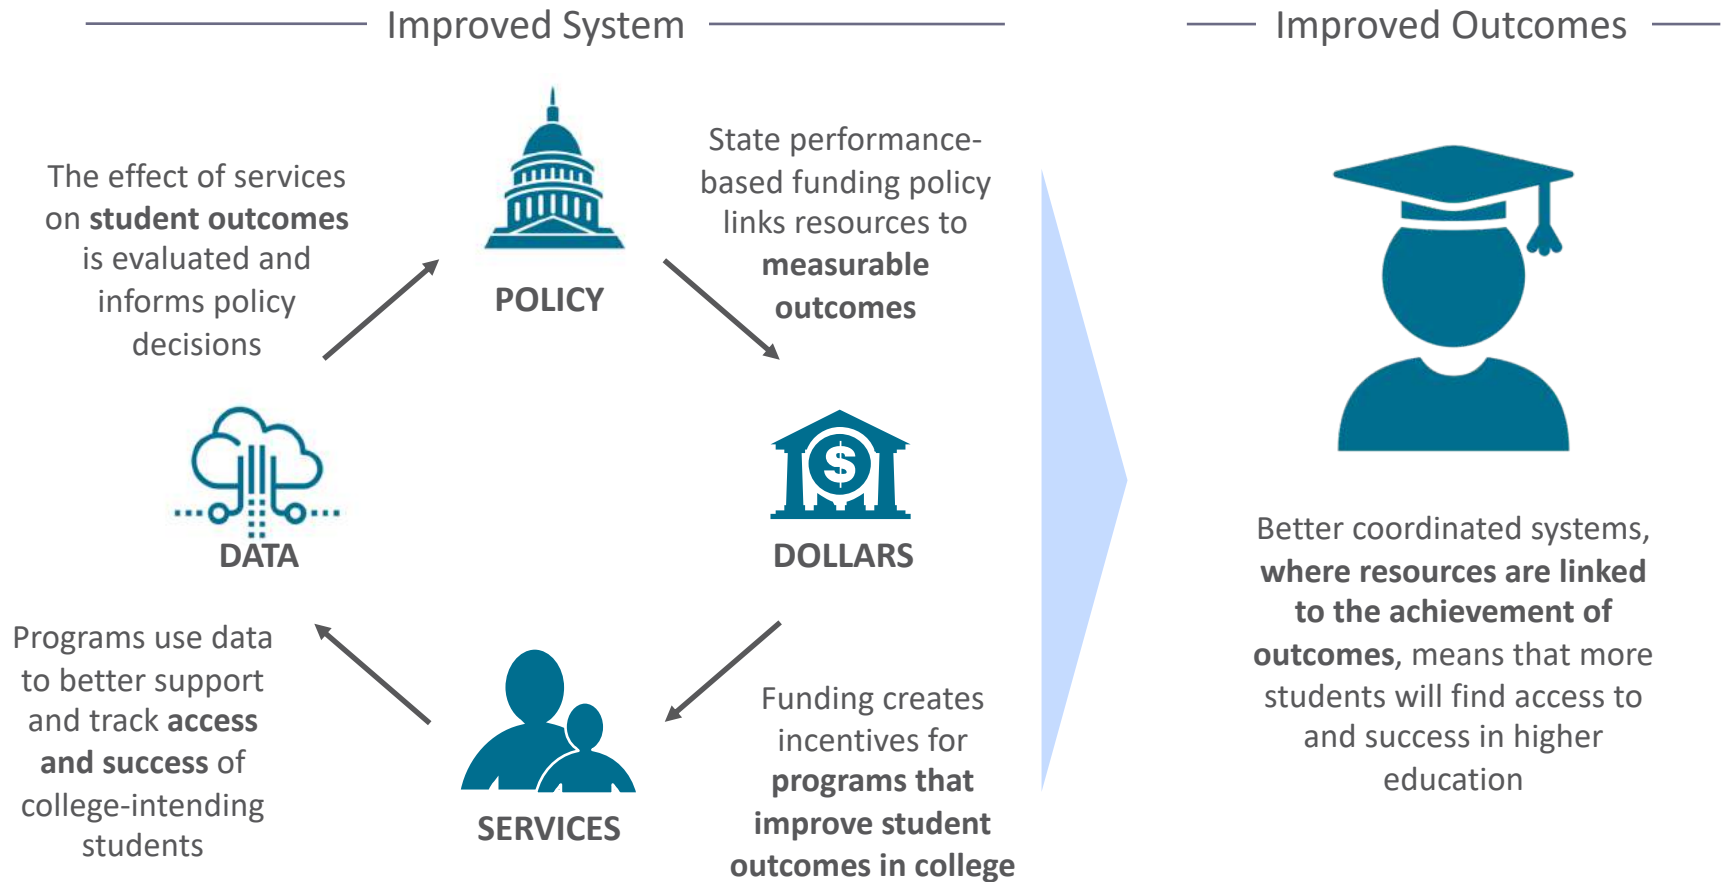 Improved System
Improved Outcomes
The effect of services
on student outcomes
is evaluated and
informs policy
decisions
POLICY
State performance-
based funding policy
links resources to
measurable
outcomes
DATA
$
DOLLARS
Programs use data
to better support
and track access
and success of
college-intending
students
SERVICES
Funding creates
incentives for
programs that
improve student
outcomes in college
Better coordinated systems,
where resources are linked
to the achievement of
outcomes, means that more
students will find access to
and success in higher
education